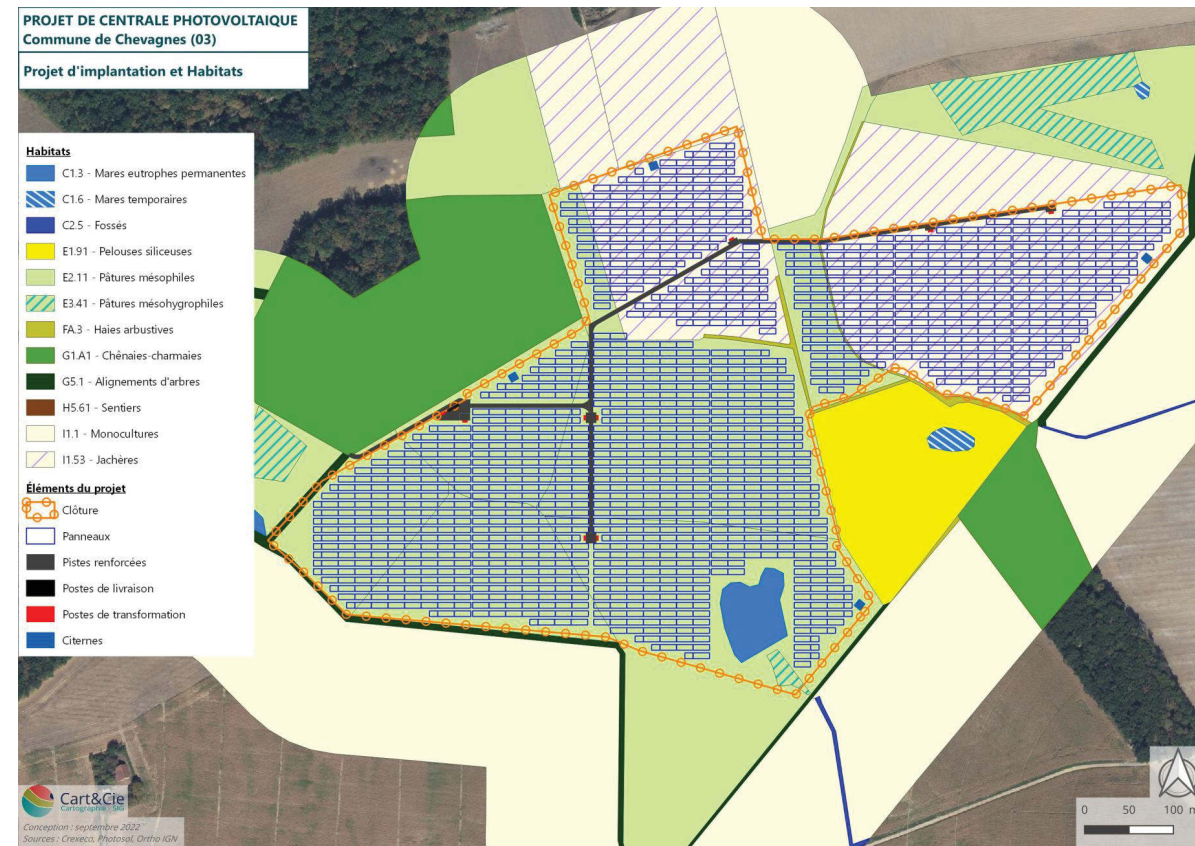 PROJET DE CENTRALE PHOTOVOLTAIQUE
Commune de Chevagnes (03)
Projet d'implantation et Habitats
Habitats
C1.3 - Mares eutrophes permanentes
C1.6 - Mares temporaires
C2.5 - Fossés
E1.91 - Pelouses siliceuses
E2.11 - Pâtures mésophiles
E3.41 - Pâtures mésohygrophiles
FA.3 - Haies arbustives
G1.A1 - Chênaies-charmaies
G5.1 - Alignements d'arbres
H5.61 - Sentiers
I1.1 - Monocultures
I1.53 - Jachères
Éléments du projet
Clôture
Panneaux
Pistes renforcées
Postes de livraison
Postes de transformation
Citernes
Cart&Cie
Cartographie - SIG
Conception : septembre 2022
Sources : Crexeco, Photosol, Ortho IGN
0 50 100 m